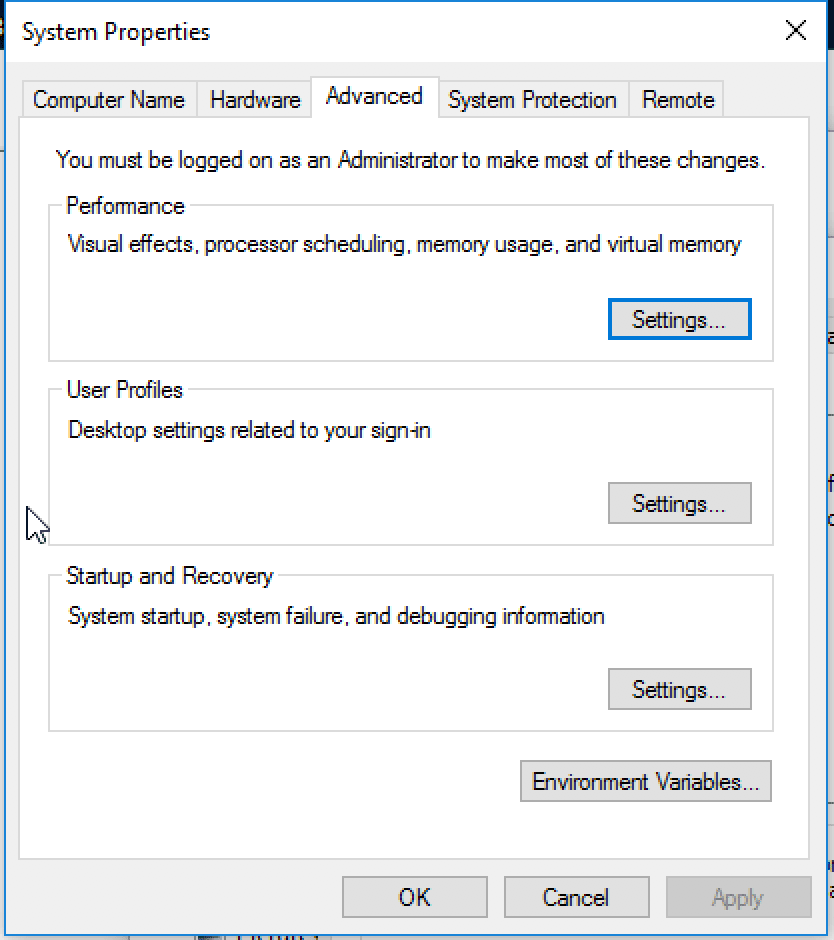 System Properties
Computer Name
Hardware
Advanced
System Protection
Remote
You must be logged on as an Administrator to make most of these changes.
Performance
Visual effects, processor scheduling, memory usage, and virtual memory
Settings...
User Profiles
Desktop settings related to your sign-in
Settings...
Startup and Recovery
System startup, system failure, and debugging information
Settings...
Environment Variables...
OK
Cancel
Apply